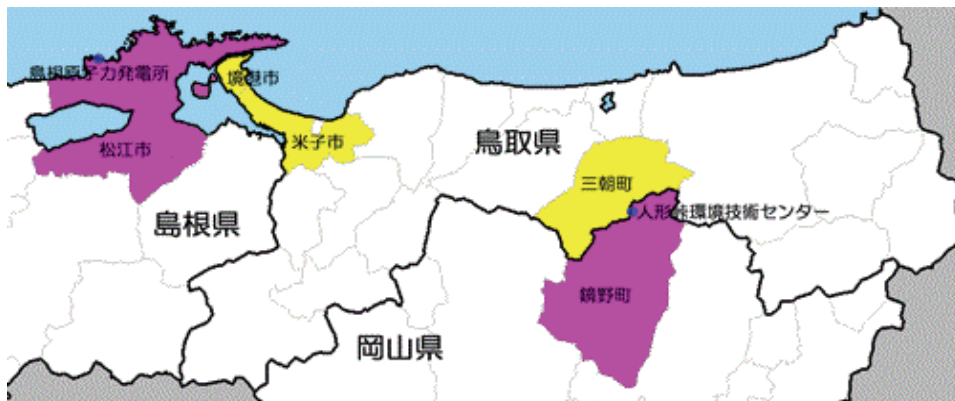 島根原子力発電所
境港市
米子市
松江市
鳥取県
三朝町
人形峠環境技術センター
島根県
鏡野町
岡山県